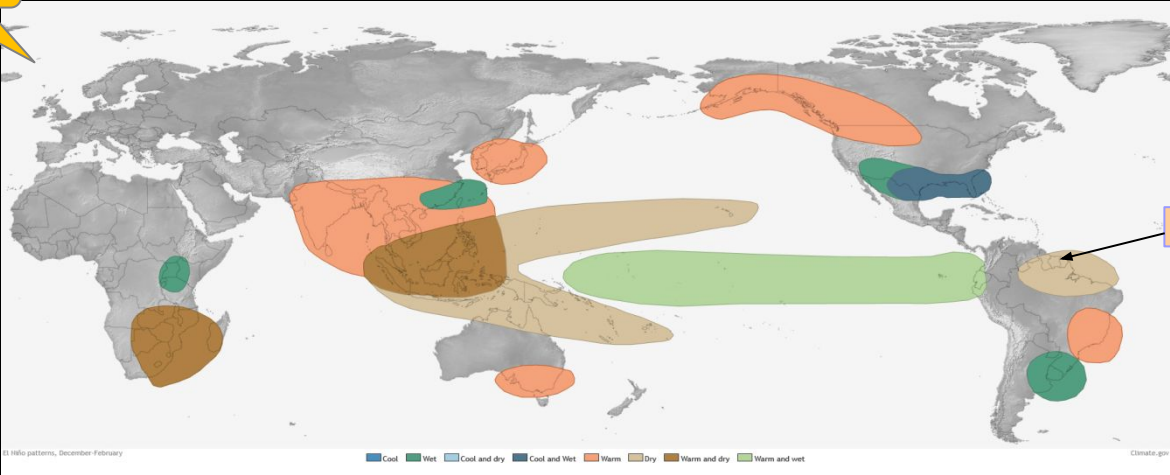 El Niño patterns, December-February
Climate.gov
Cool Wet Cool and dry Cool and Wet Warm Dry Warm and dry Warm and wet